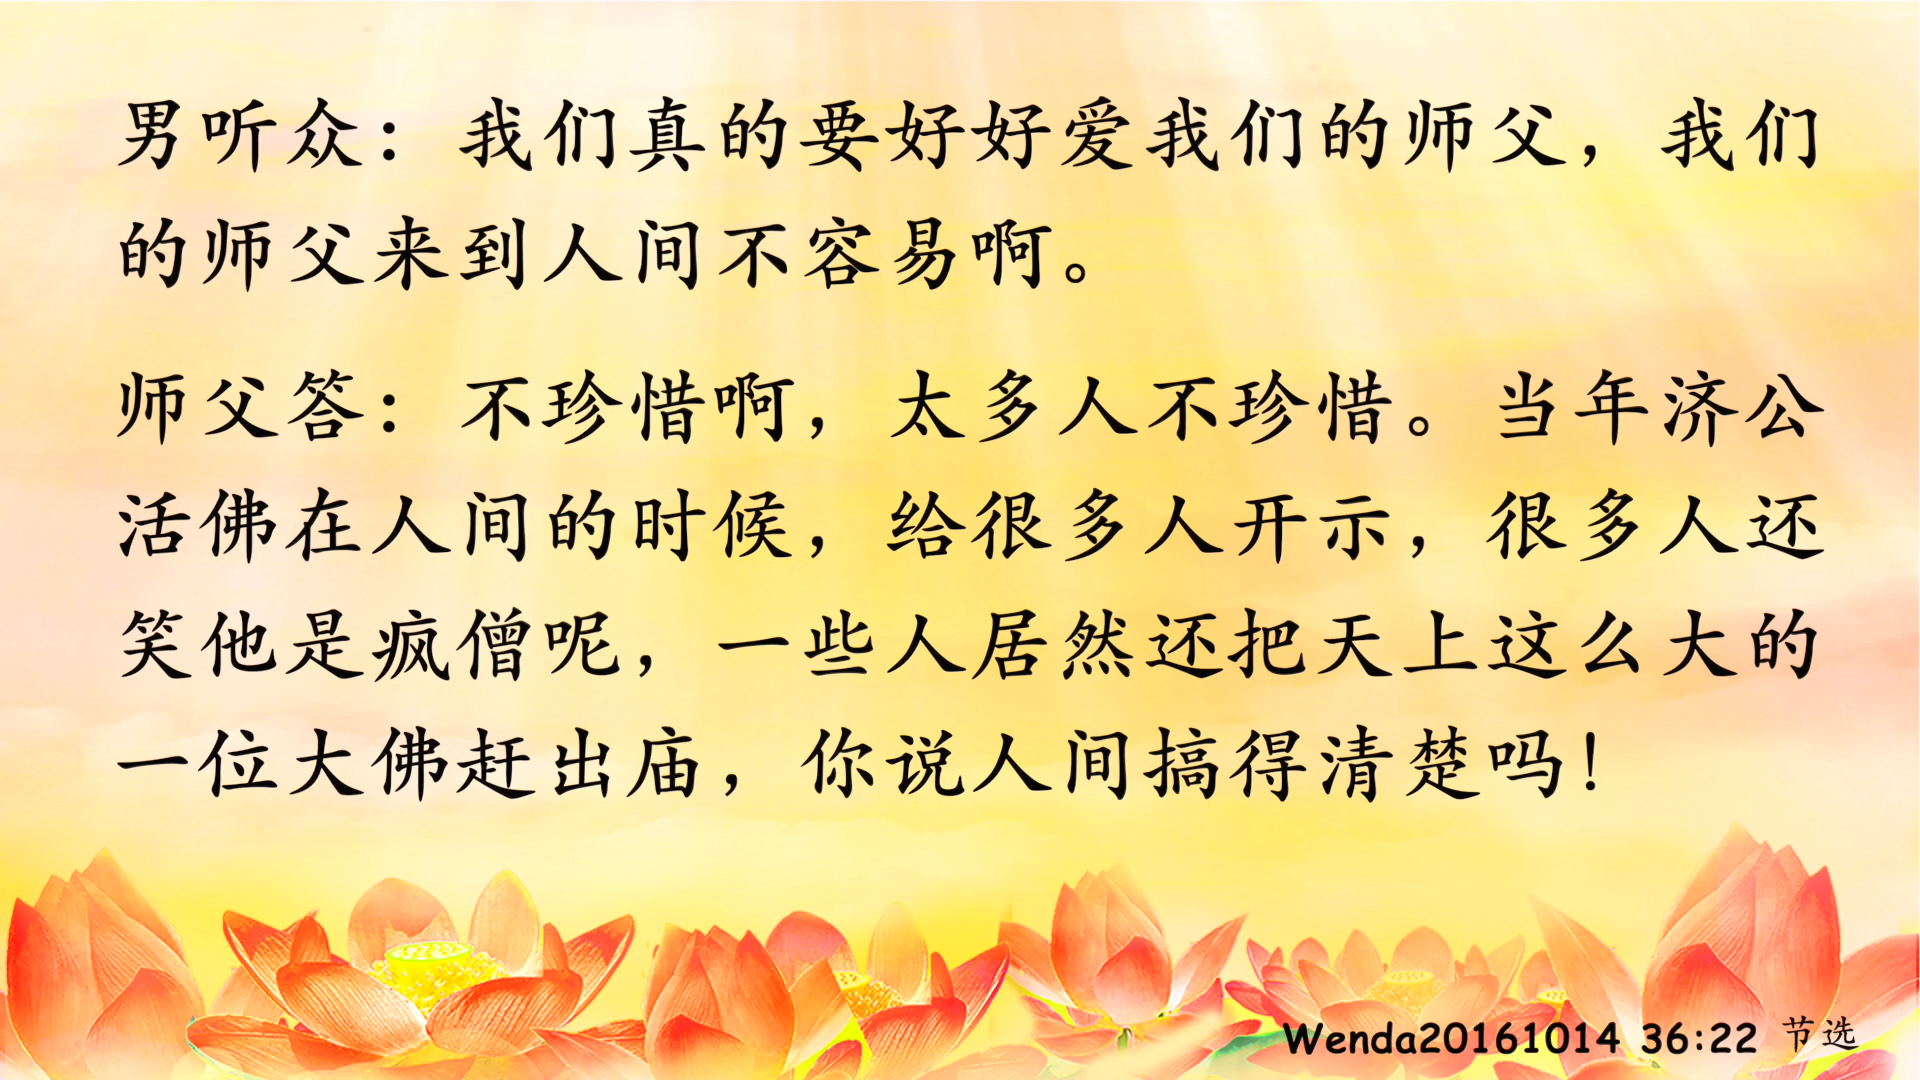 男听众：我们真的要好好爱我们的师父，我们
的师父来到人间不容易啊。
师父答：不珍惜啊，太多人不珍惜。当年济公
活佛在人间的时候，给很多人开示，很多人还
笑他是疯僧呢，一些人居然还把天上这么大的
一位大佛赶出庙，你说人间搞得清楚吗！
Wenda20161014 36:22 节选